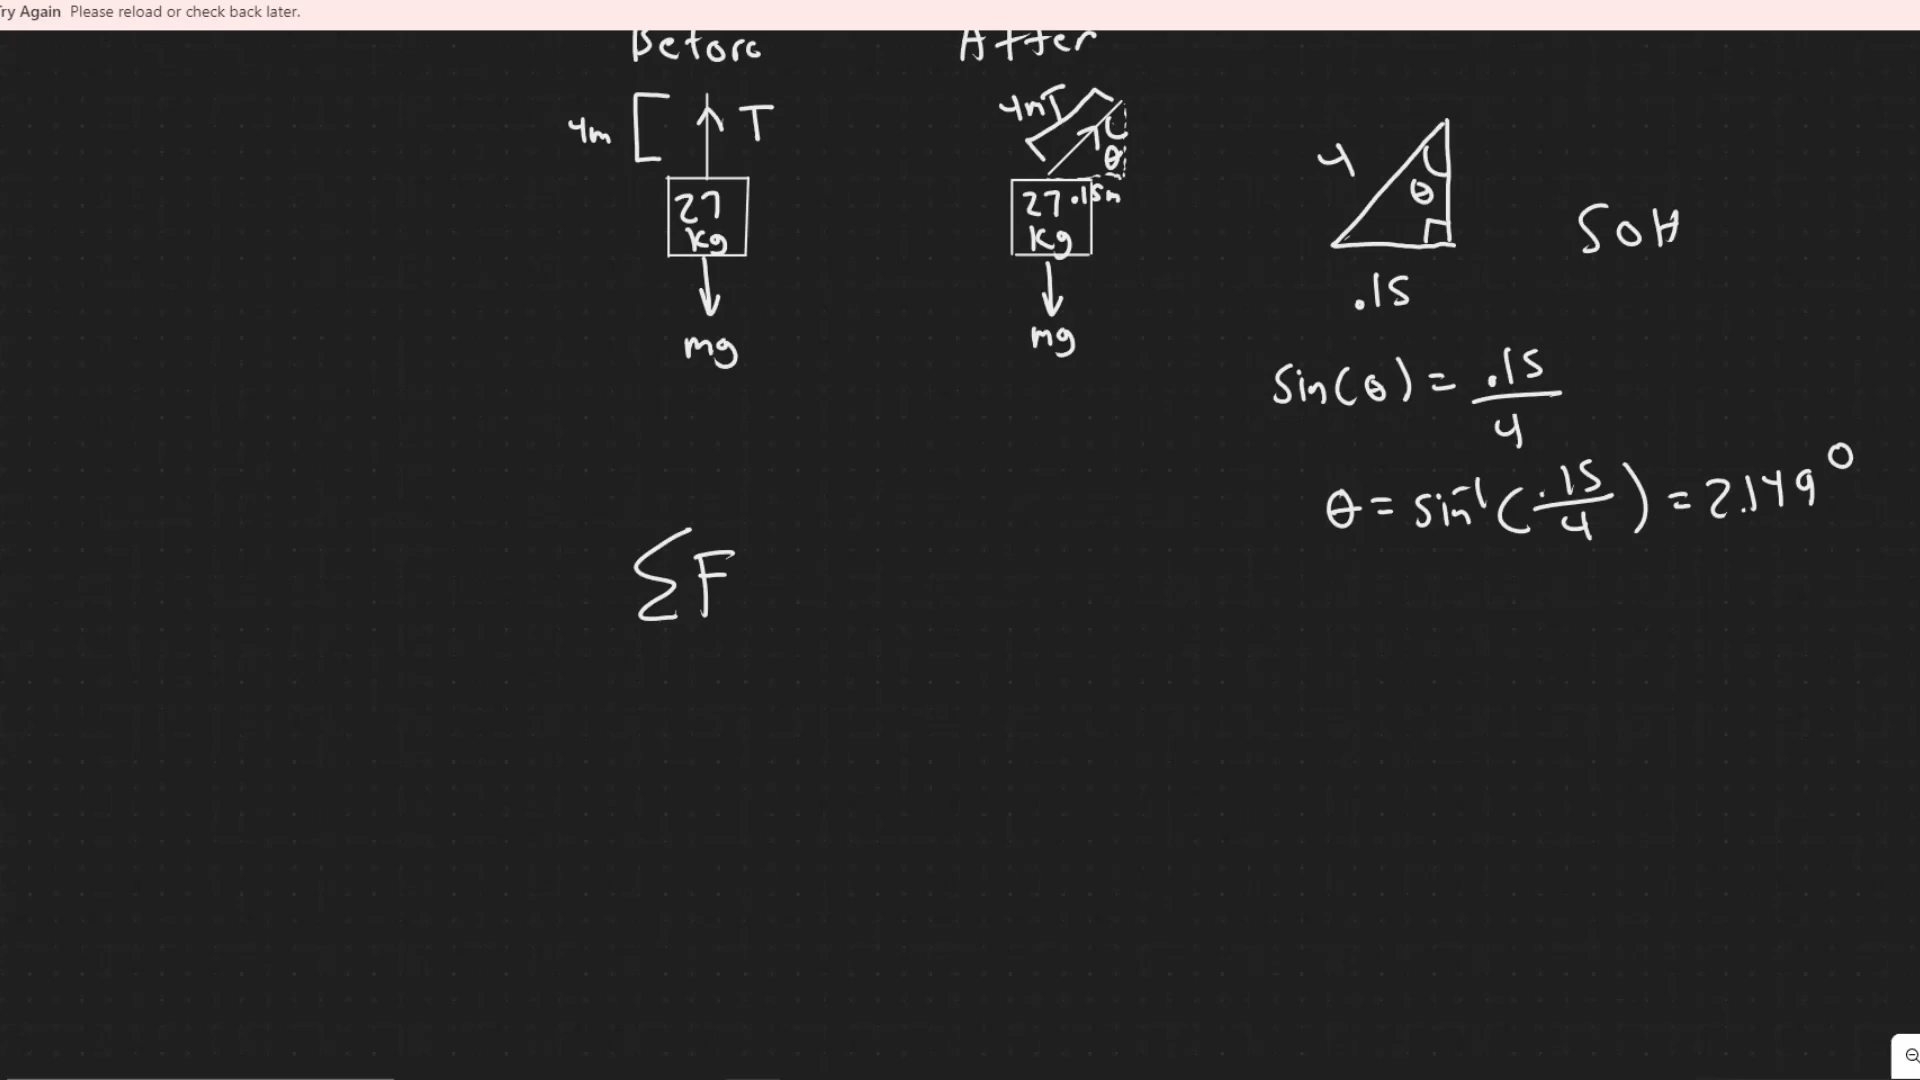 ry Again Please reload or check back later.
Before
After
4m
T
27
kg
mg
4m T
θ
27 .15m
kg
mg
4
θ
.15
SOH
sin(θ) = .15/4
θ = sin⁻¹(.15/4) = 2.149°
ΣF